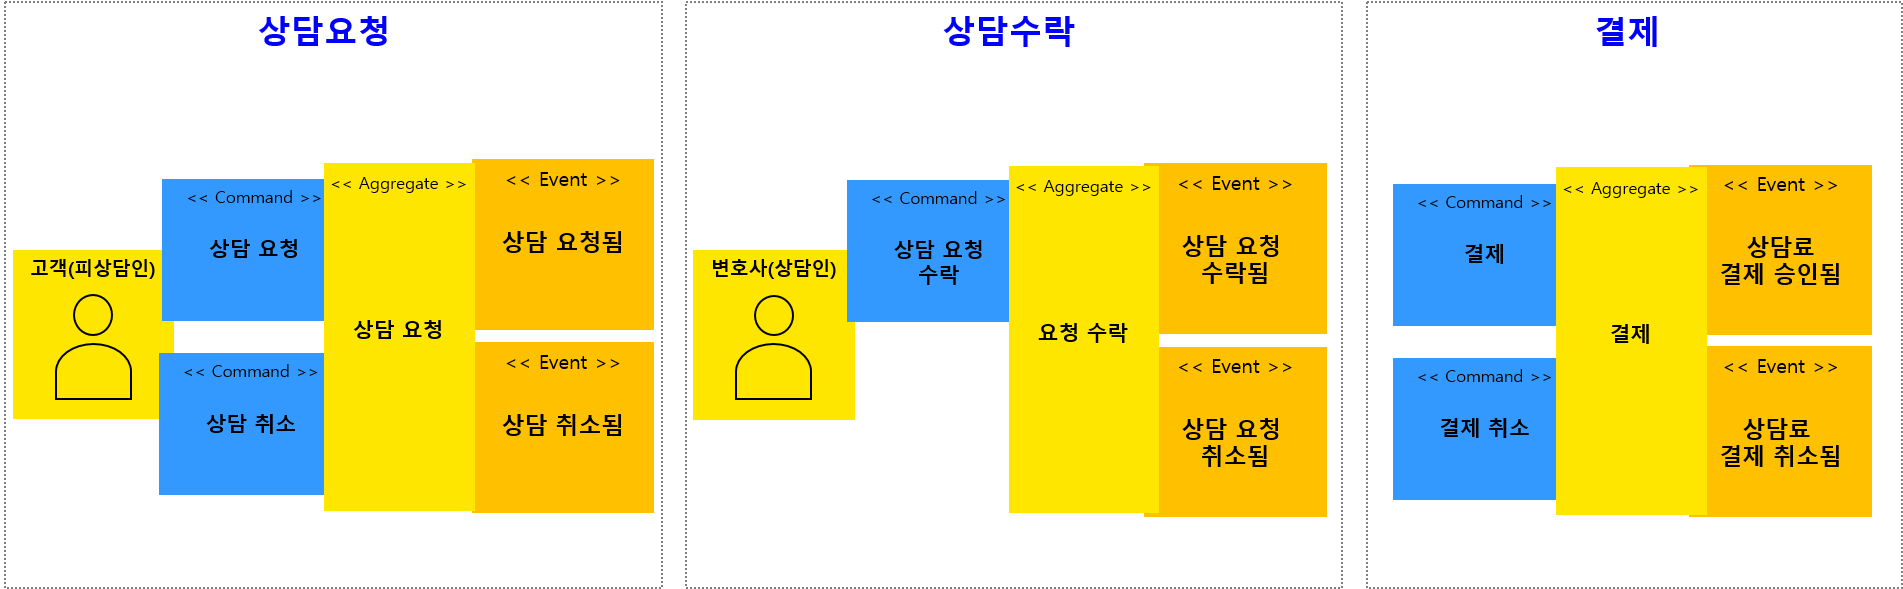 상담요청
고객(피상담인)
<< Command >>
상담 요청
<< Command >>
상담 취소
<< Aggregate >>
상담 요청
<< Event >>
상담 요청됨
<< Event >>
상담 취소됨
상담수락
변호사(상담인)
<< Command >>
상담 요청
수락
<< Aggregate >>
요청 수락
<< Event >>
상담 요청
수락됨
<< Event >>
상담 요청
취소됨
결제
<< Command >>
결제
<< Command >>
결제 취소
<< Aggregate >>
결제
<< Event >>
상담료
결제 승인됨
<< Event >>
상담료
결제 취소됨